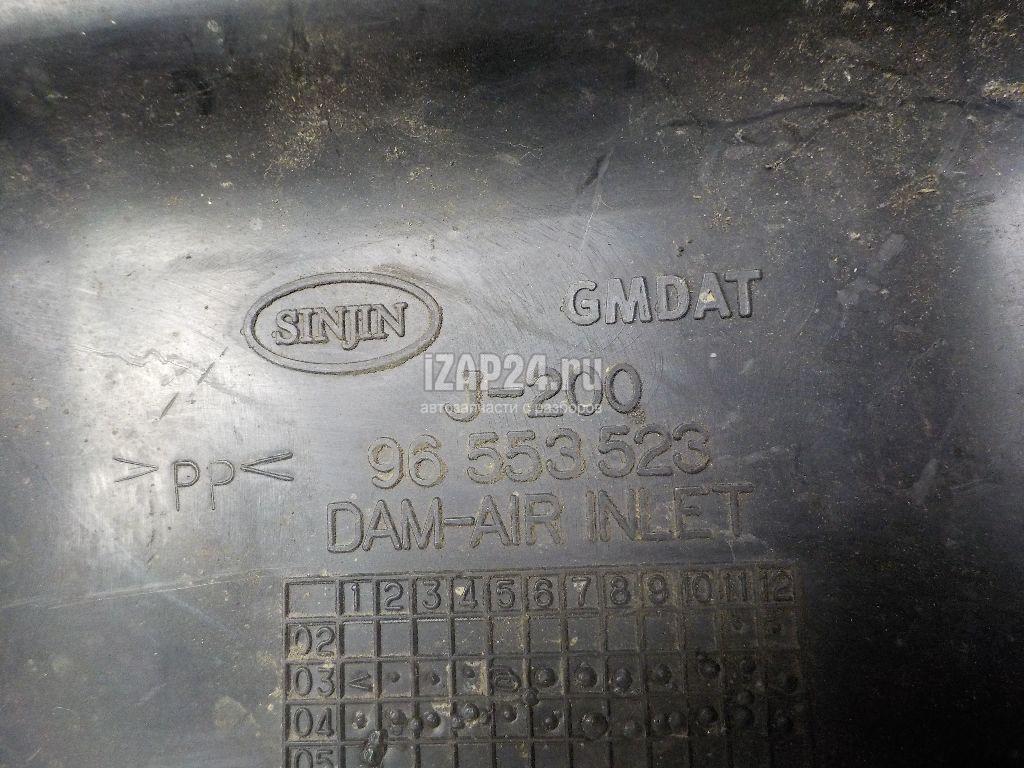 SINJIN GMDAT
iZAP24.ru
J-200
автозапчасти с разборов
96 553 523
>PP<
DAM-AIR INLET
1 2 3 4 5 6 7 8 9 10 11 12
02
03
04
05